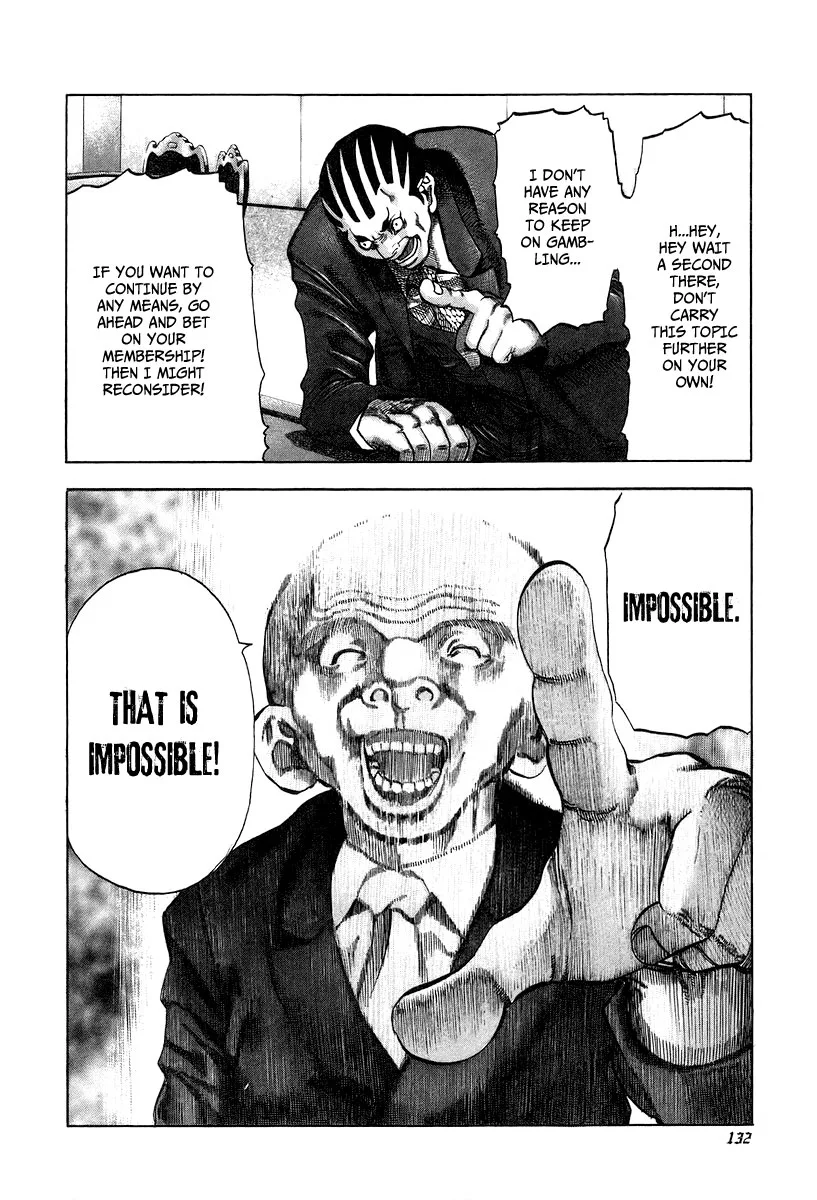 H...HEY,
HEY WAIT
A SECOND
THERE,
DON'T
CARRY
THIS TOPIC
FURTHER
ON YOUR
OWN!
I DON'T
HAVE ANY
REASON
TO KEEP
ON GAMB-
LING...
IF YOU WANT TO
CONTINUE BY
ANY MEANS, GO
AHEAD AND BET
ON YOUR
MEMBERSHIP!
THEN I MIGHT
RECONSIDER!
IMPOSSIBLE.
THAT IS
IMPOSSIBLE!
132